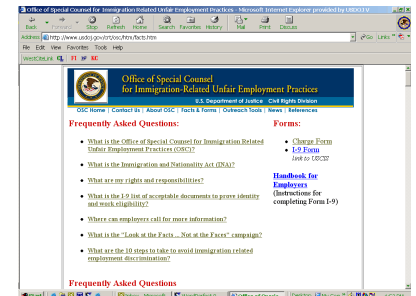 Office of Special Counsel for Immigration Related Unfair Employment Practices - Microsoft Internet Explorer provided by USDOJ V
Back Forward Stop Refresh Home Search Favorites History Mail Print Discuss
Address http://www.usdoj.gov/crt/osc/htm/facts.htm Go Links
File Edit View Favorites Tools Help
WestCiteLink
Office of Special Counsel
for Immigration-Related Unfair Employment Practices
U.S. Department of Justice Civil Rights Division
OSC Home | Contact Us | About OSC | Facts & Forms | Outreach Tools | News | References
Frequently Asked Questions:
What is the Office of Special Counsel for Immigration Related
Unfair Employment Practices (OSC)?
What is the Immigration and Nationality Act (INA)?
What are my rights and responsibilities?
What is the I-9 list of acceptable documents to prove identity
and work eligibility?
Where can employers call for more information?
What is the "Look at the Facts ... Not at the Faces" campaign?
What are the 10 steps to take to avoid immigration related
employment discrimination?
Forms:
Charge Form
I-9 Form
link to USCIS
Handbook for
Employers
(Instructions for
completing Form I-9)
Frequently Asked Questions